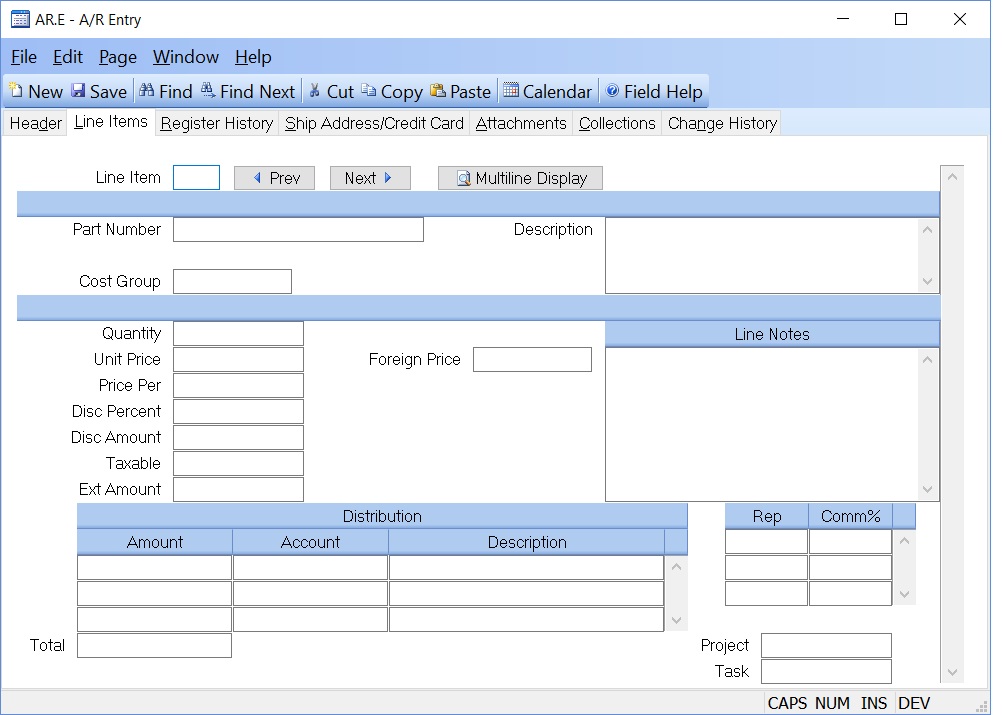 AR.E - A/R Entry
File Edit Page Window Help
New Save Find Find Next Cut Copy Paste Calendar Field Help
Header Line Items Register History Ship Address/Credit Card Attachments Collections Change History
Line Item Prev Next Multiline Display
Part Number Description
Cost Group
Quantity Line Notes
Unit Price Foreign Price
Price Per
Disc Percent
Disc Amount
Taxable
Ext Amount
Distribution Rep Comm%
Amount Account Description
Total Project
Task
CAPS NUM INS DEV